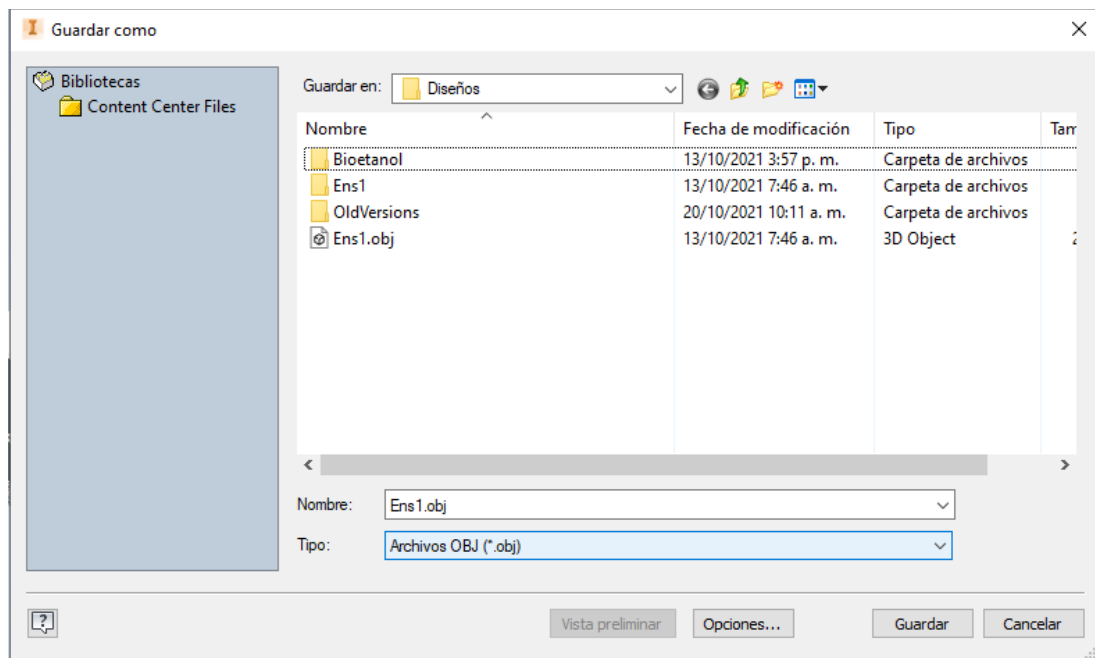 Guardar como
Bibliotecas
Content Center Files
Guardar en: Diseños
Nombre Fecha de modificación Tipo Tam
Bioetanol 13/10/2021 3:57 p. m. Carpeta de archivos
Ens1 13/10/2021 7:46 a. m. Carpeta de archivos
OldVersions 20/10/2021 10:11 a. m. Carpeta de archivos
Ens1.obj 13/10/2021 7:46 a. m. 3D Object
Nombre: Ens1.obj
Tipo: Archivos OBJ (*.obj)
Vista preliminar Opciones... Guardar Cancelar